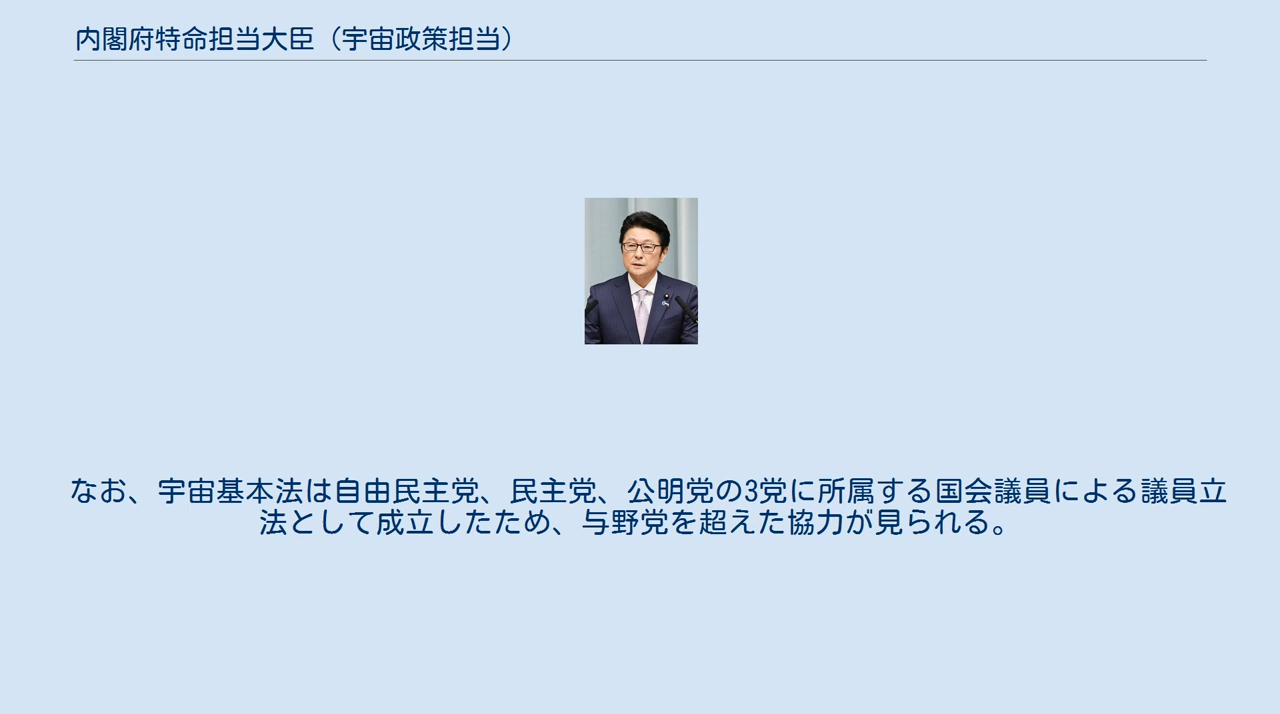 内閣府特命担当大臣（宇宙政策担当）
なお、宇宙基本法は自由民主党、民主党、公明党の3党に所属する国会議員による議員立
法として成立したため、与野党を超えた協力が見られる。